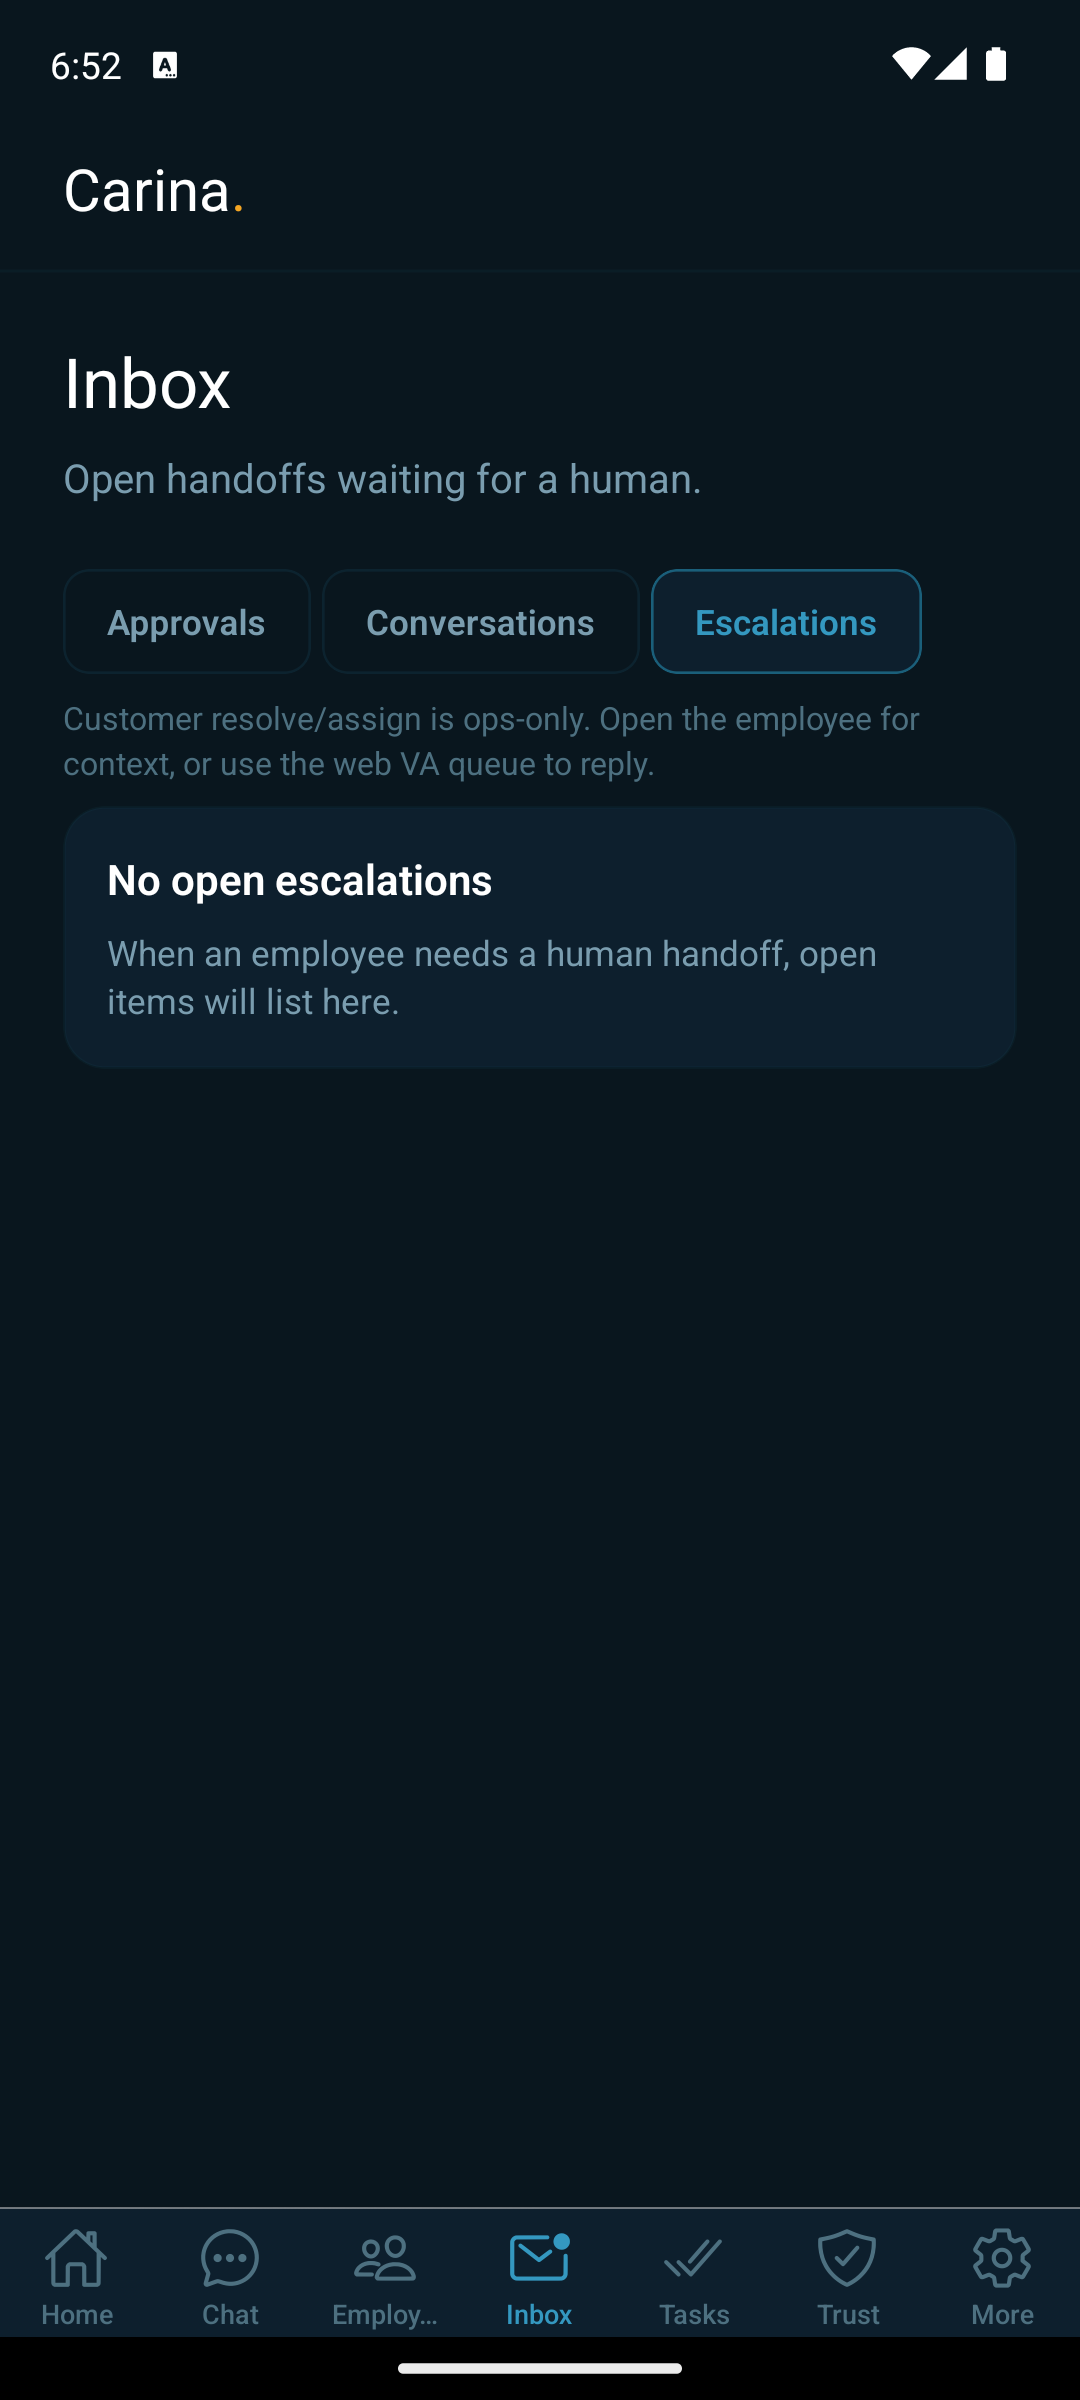 6:52
Carina.
Inbox
Open handoffs waiting for a human.
Approvals
Conversations
Escalations
Customer resolve/assign is ops-only. Open the employee for
context, or use the web VA queue to reply.
No open escalations
When an employee needs a human handoff, open
items will list here.
Home
Chat
Employ...
Inbox
Tasks
Trust
More